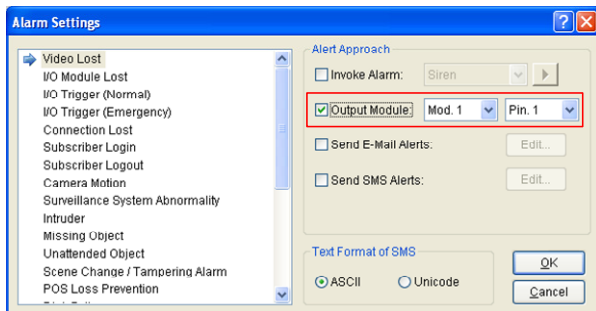 Alarm Settings
Video Lost
I/O Module Lost
I/O Trigger (Normal)
I/O Trigger (Emergency)
Connection Lost
Subscriber Login
Subscriber Logout
Camera Motion
Surveillance System Abnormality
Intruder
Missing Object
Unattended Object
Scene Change / Tampering Alarm
POS Loss Prevention
Alert Approach
Invoke Alarm: Siren
Output Module: Mod. 1 Pin. 1
Send E-Mail Alerts: Edit...
Send SMS Alerts: Edit...
Text Format of SMS
ASCII Unicode
OK
Cancel